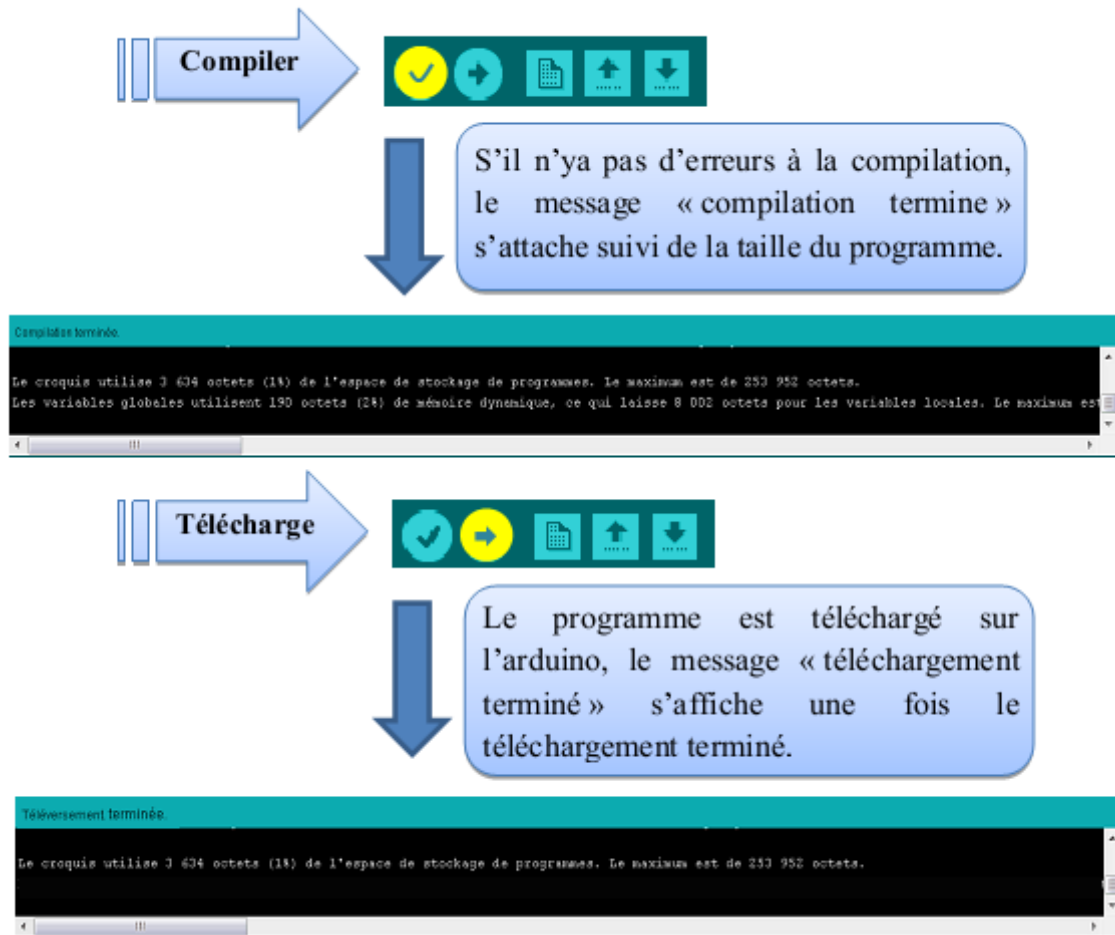 Compiler
S’il n’ya pas d’erreurs à la compilation,
le message « compilation termine »
s’attache suivi de la taille du programme.
Compilation terminée.
Le croquis utilise 3 634 octets (1%) de l'espace de stockage de programmes. Le maximum est de 253 952 octets.
Les variables globales utilisent 190 octets (2%) de mémoire dynamique, ce qui laisse 8 002 octets pour les variables locales. Le maximum est
Télécharge
Le programme est téléchargé sur
l’arduino, le message « téléchargement
terminé » s’affiche une fois le
téléchargement terminé.
Téléversement terminée.
Le croquis utilise 3 634 octets (1%) de l'espace de stockage de programmes. Le maximum est de 253 952 octets.